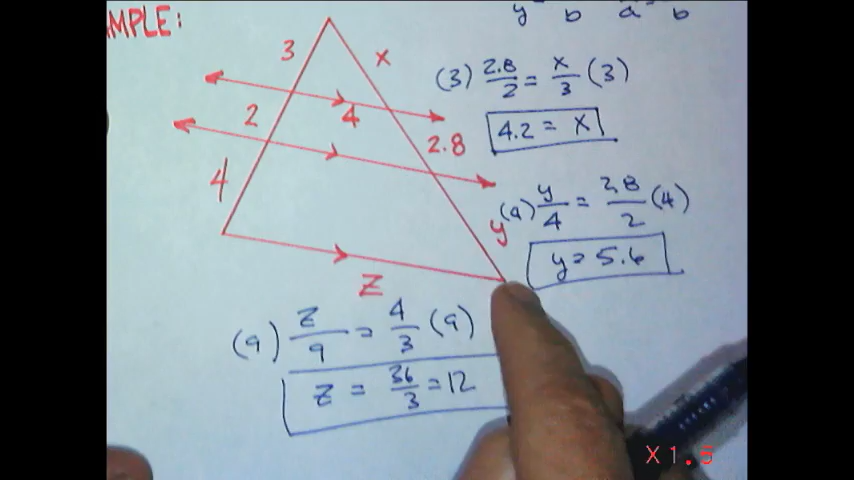 AMPLE:
y b a b
3
x
(3) 2.8/2 = x/3 (3)
4
2
4.2 = x
2.8
4
y
(4) y/4 = 2.8/2 (4)
y = 5.6
z
(9) z/9 = 4/3 (9)
z = 36/3 = 12
X1.5